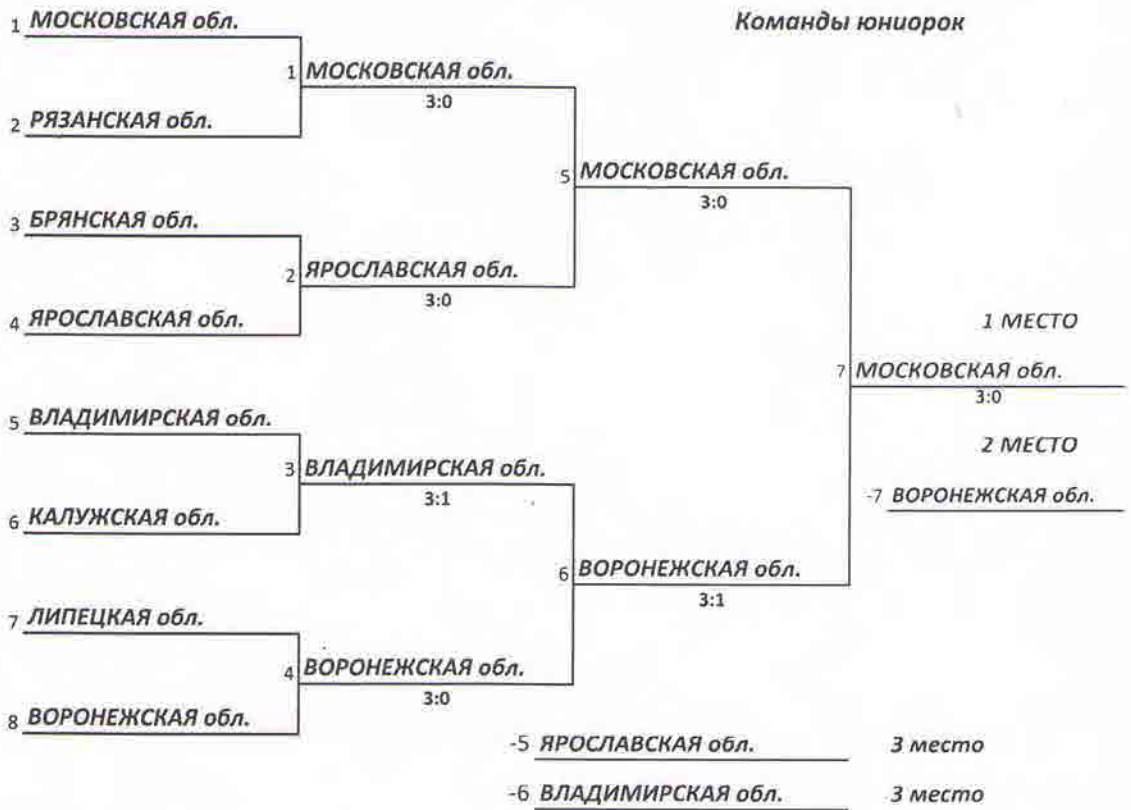 Команды юниорок
1 МОСКОВСКАЯ обл.
1 МОСКОВСКАЯ обл.
3:0
2 РЯЗАНСКАЯ обл.
5 МОСКОВСКАЯ обл.
3:0
3 БРЯНСКАЯ обл.
2 ЯРОСЛАВСКАЯ обл.
3:0
4 ЯРОСЛАВСКАЯ обл.
1 МЕСТО
7 МОСКОВСКАЯ обл.
3:0
5 ВЛАДИМИРСКАЯ обл.
2 МЕСТО
3 ВЛАДИМИРСКАЯ обл.
3:1
-7 ВОРОНЕЖСКАЯ обл.
6 КАЛУЖСКАЯ обл.
6 ВОРОНЕЖСКАЯ обл.
3:1
7 ЛИПЕЦКАЯ обл.
4 ВОРОНЕЖСКАЯ обл.
3:0
8 ВОРОНЕЖСКАЯ обл.
-5 ЯРОСЛАВСКАЯ обл. 3 место
-6 ВЛАДИМИРСКАЯ обл. 3 место